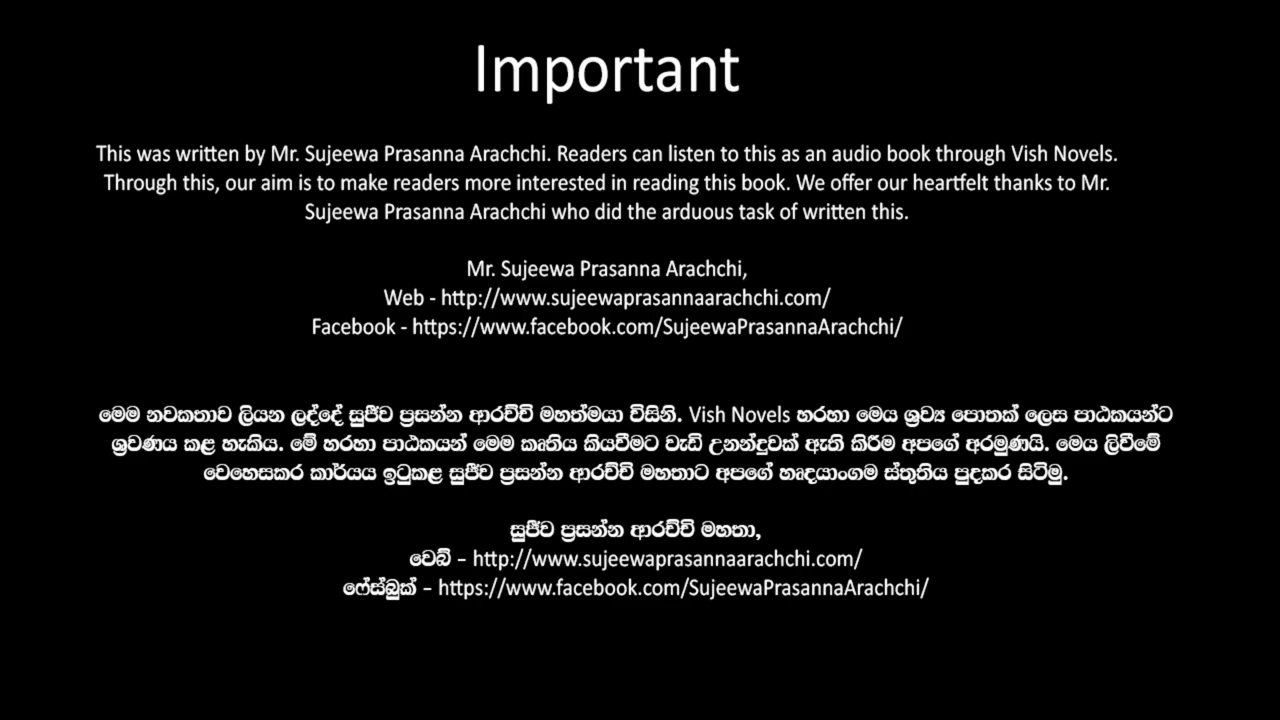 Important
This was written by Mr. Sujeewa Prasanna Arachchi. Readers can listen to this as an audio book through Vish Novels.
Through this, our aim is to make readers more interested in reading this book. We offer our heartfelt thanks to Mr.
Sujeewa Prasanna Arachchi who did the arduous task of written this.
Mr. Sujeewa Prasanna Arachchi,
Web - http://www.sujeewaprasannaarachchi.com/
Facebook - https://www.facebook.com/SujeewaPrasannaArachchi/
මෙම නවකතාව ලියන ලද්දේ සුජීව ප්‍රසන්න ආරච්චි මහත්මයා විසිනි. Vish Novels හරහා මෙය ශ්‍රව්‍ය පොතක් ලෙස පාඨකයන්ට
ශ්‍රවණය කළ හැකිය. මේ හරහා පාඨකයන් මෙම කෘතිය කියවීමට වැඩි උනන්දුවක් ඇති කිරීම අපගේ අරමුණයි. මෙය ලිවීමේ
වෙහෙසකර කාර්යය ඉටුකළ සුජීව ප්‍රසන්න ආරච්චි මහතාට අපගේ හෘදයාංගම ස්තූතිය පුදකර සිටිමු.
සුජීව ප්‍රසන්න ආරච්චි මහතා,
වෙබ් – http://www.sujeewaprasannaarachchi.com/
ෆේස්බුක් – https://www.facebook.com/SujeewaPrasannaArachchi/